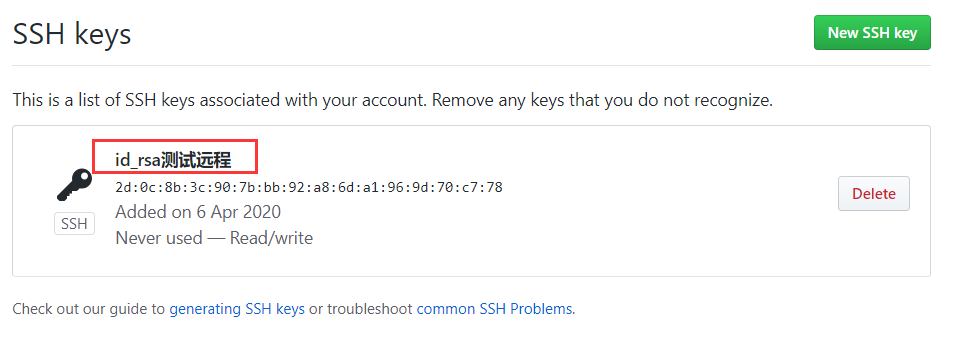 SSH keys
New SSH key
This is a list of SSH keys associated with your account. Remove any keys that you do not recognize.
id_rsa测试远程
2d:0c:8b:3c:90:7b:bb:92:a8:6d:a1:96:9d:70:c7:78
Added on 6 Apr 2020
Never used — Read/write
SSH
Delete
Check out our guide to generating SSH keys or troubleshoot common SSH Problems.